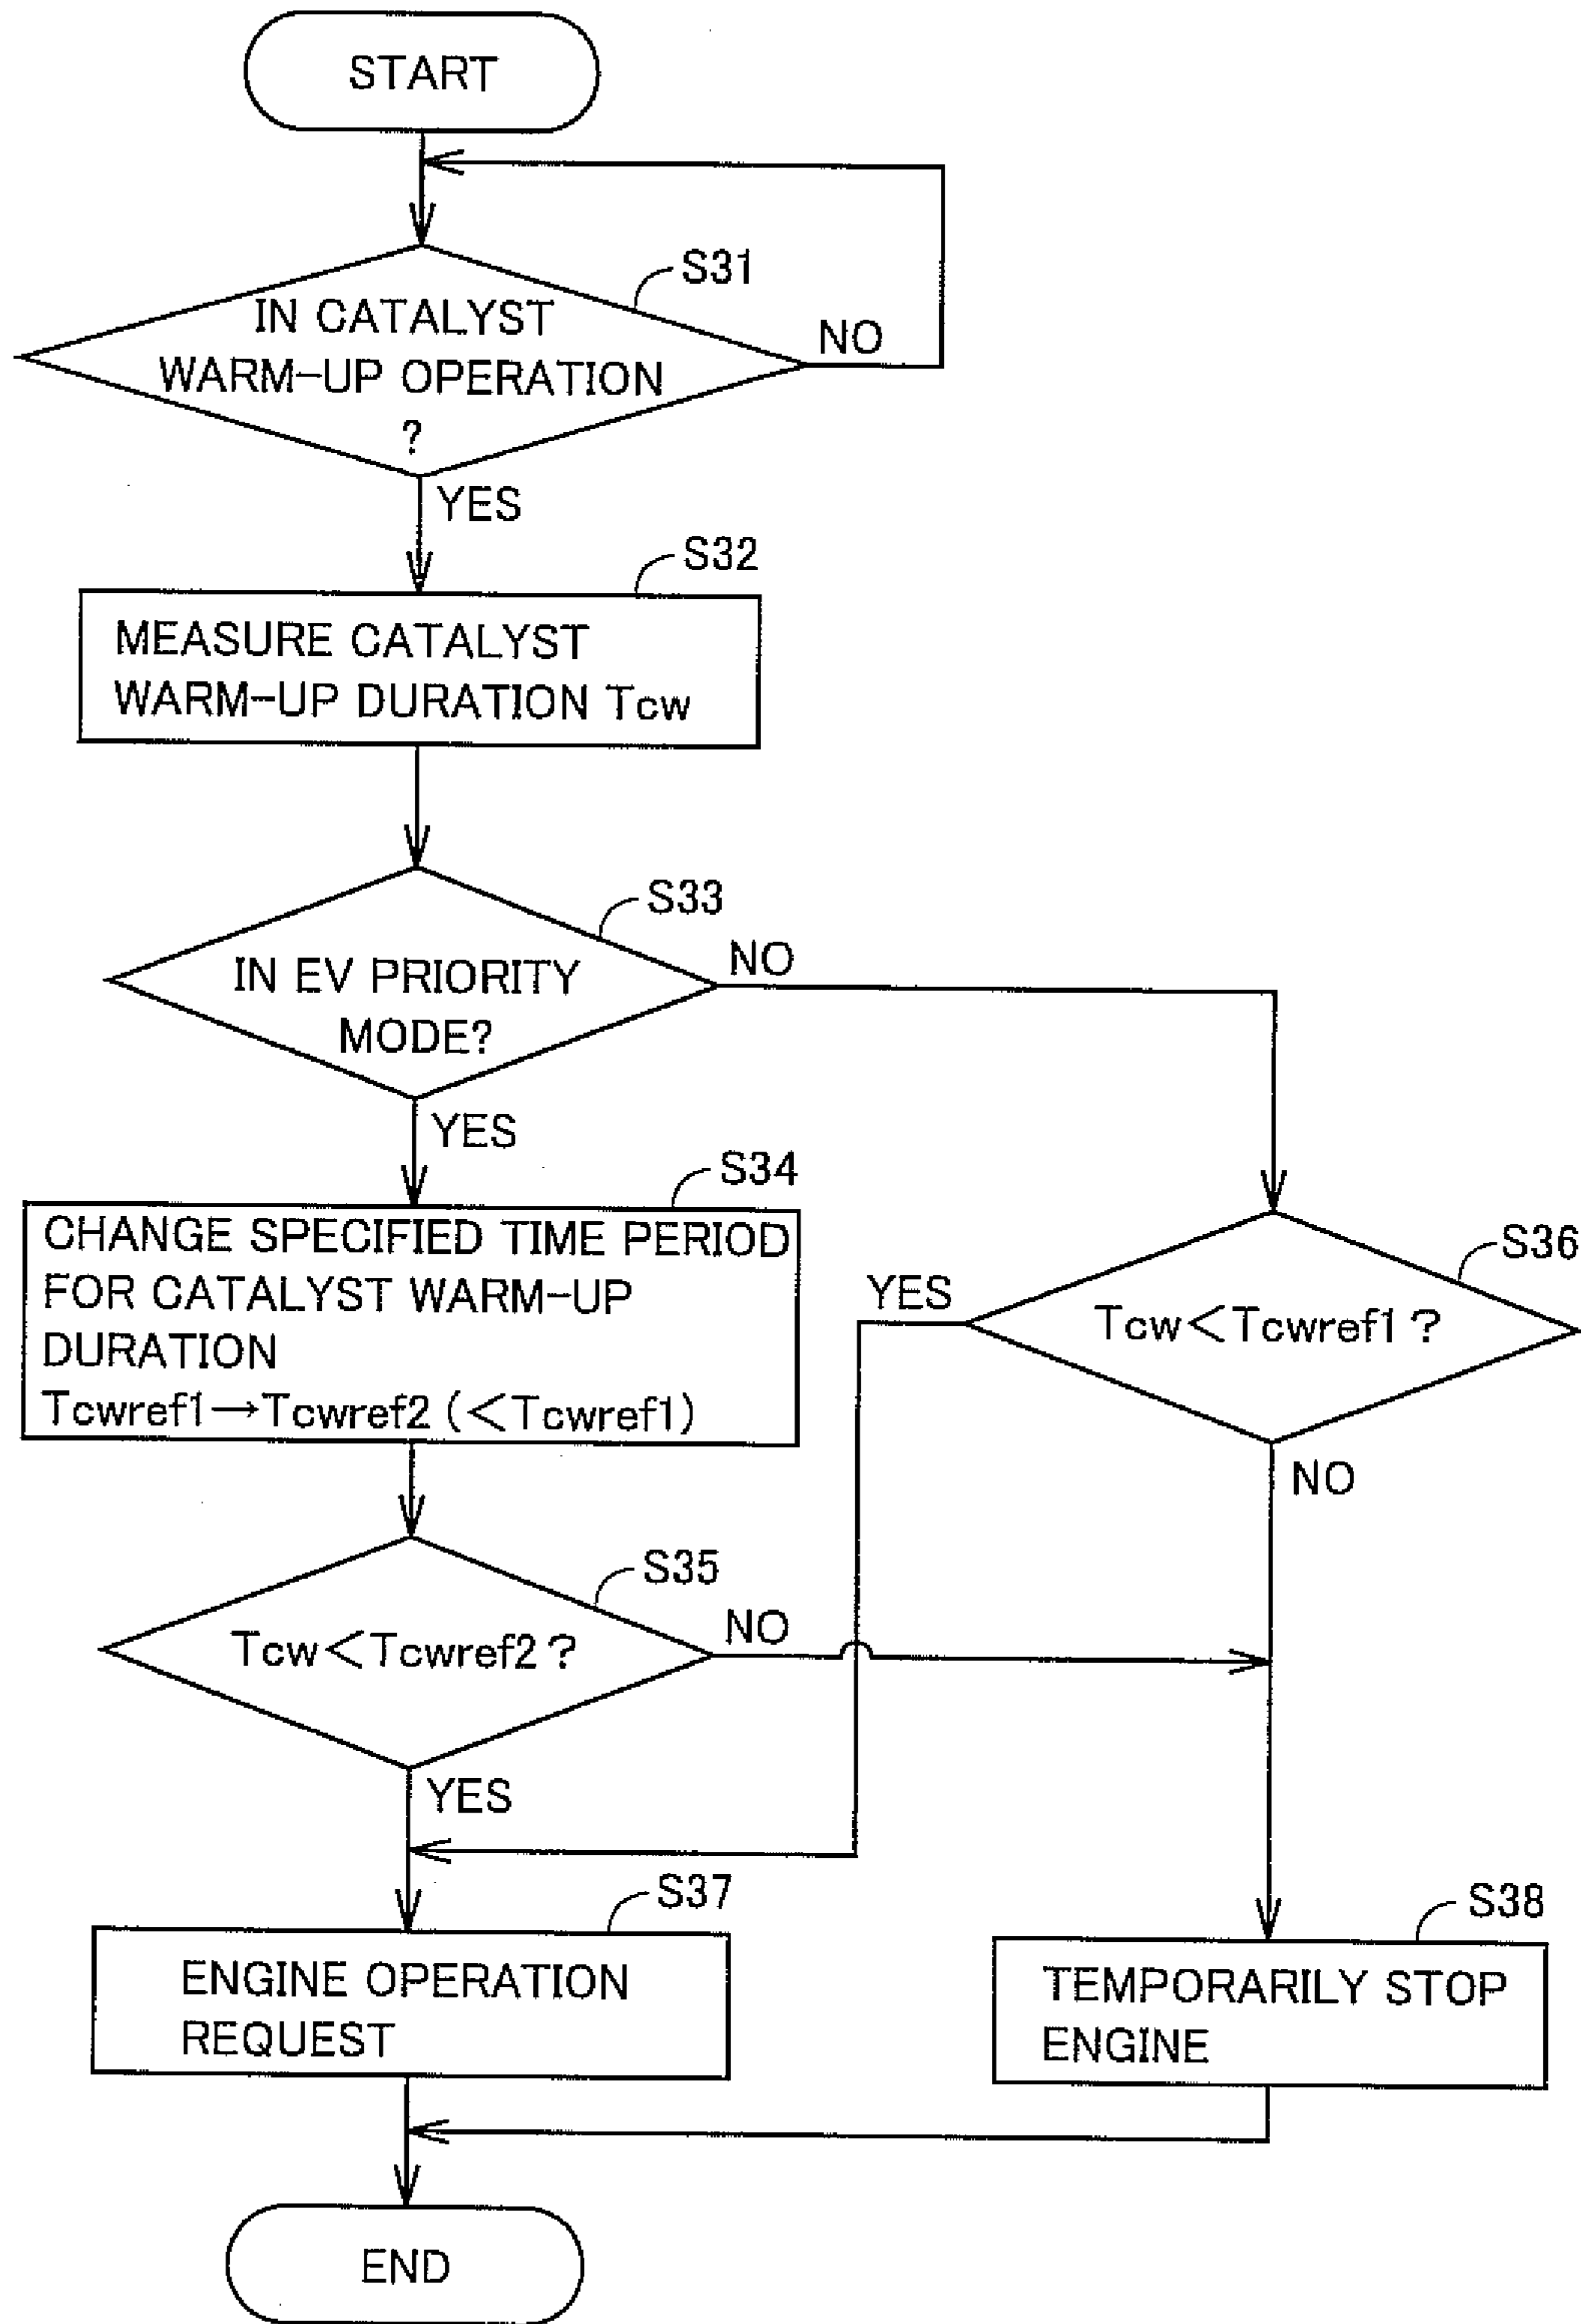 START
S31
IN CATALYST
WARM-UP OPERATION
?
NO
YES
S32
MEASURE CATALYST
WARM-UP DURATION Tcw
S33
IN EV PRIORITY
MODE?
NO
YES
S34
CHANGE SPECIFIED TIME PERIOD
FOR CATALYST WARM-UP
DURATION
Tcwref1→Tcwref2 (<Tcwref1)
S36
YES
Tcw<Tcwref1?
NO
S35
Tcw<Tcwref2?
NO
YES
S37
ENGINE OPERATION
REQUEST
S38
TEMPORARILY STOP
ENGINE
END